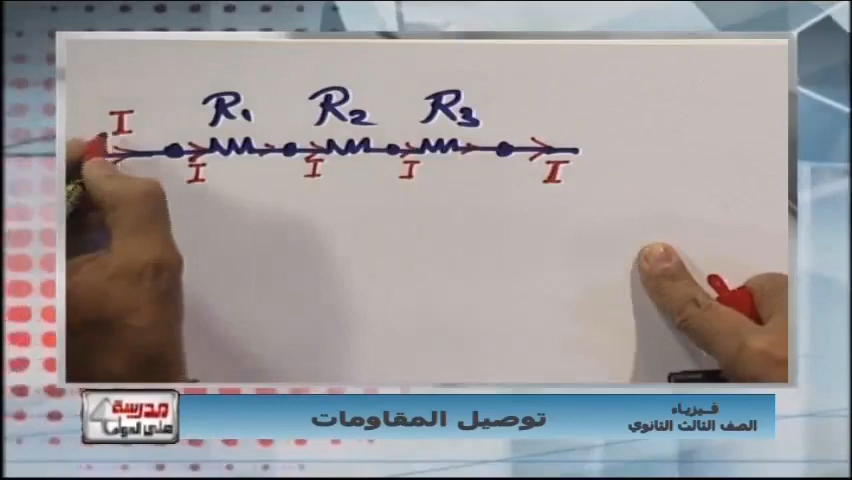 I
R₁ R₂ R₃
I I I I
مدرسة
على الهواء
توصيل المقاومات
فيزياء
الصف الثالث الثانوي